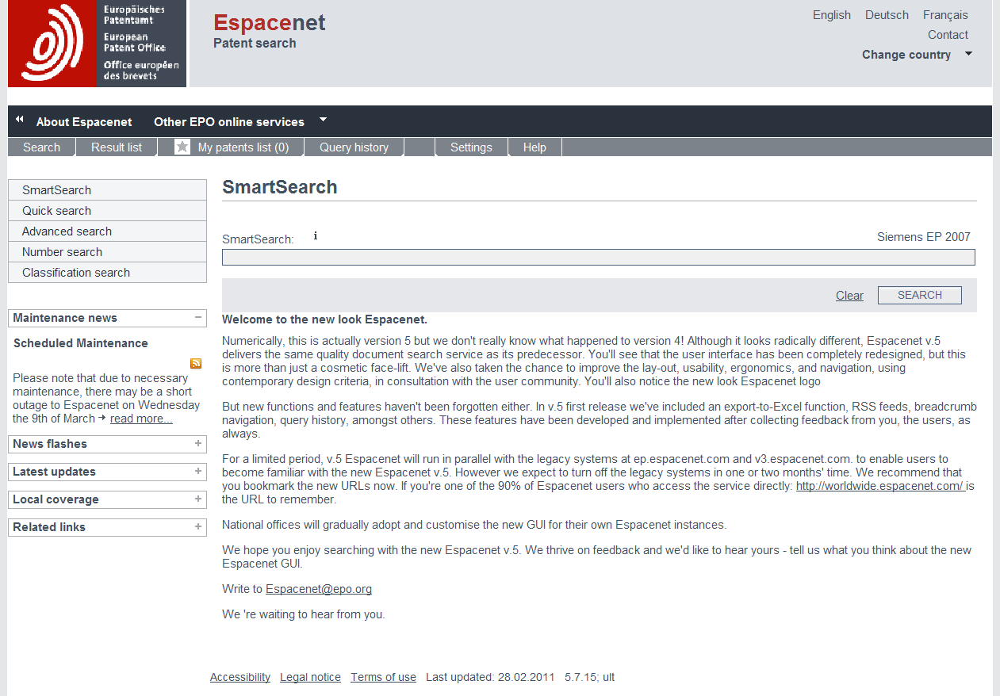 Europäisches
Patentamt
European
Patent Office
Office européen
des brevets
Espacenet
Patent search
English Deutsch Français
Contact
Change country
About Espacenet Other EPO online services
Search Result list My patents list (0) Query history Settings Help
SmartSearch
Quick search
Advanced search
Number search
Classification search
Maintenance news
Scheduled Maintenance
Please note that due to necessary
maintenance, there may be a short
outage to Espacenet on Wednesday
the 9th of March read more...
News flashes
Latest updates
Local coverage
Related links
SmartSearch
SmartSearch: i Siemens EP 2007
Clear SEARCH
Welcome to the new look Espacenet.
Numerically, this is actually version 5 but we don't really know what happened to version 4! Although it looks radically different, Espacenet v.5
delivers the same quality document search service as its predecessor. You'll see that the user interface has been completely redesigned, but this
is more than just a cosmetic face-lift. We've also taken the chance to improve the lay-out, usability, ergonomics, and navigation, using
contemporary design criteria, in consultation with the user community. You'll also notice the new look Espacenet logo
But new functions and features haven't been forgotten either. In v.5 first release we've included an export-to-Excel function, RSS feeds, breadcrumb
navigation, query history, amongst others. These features have been developed and implemented after collecting feedback from you, the users, as
always.
For a limited period, v.5 Espacenet will run in parallel with the legacy systems at ep.espacenet.com and v3.espacenet.com. to enable users to
become familiar with the new Espacenet v.5. However we expect to turn off the legacy systems in one or two months' time. We recommend that
you bookmark the new URLs now. If you're one of the 90% of Espacenet users who access the service directly: http://worldwide.espacenet.com/ is
the URL to remember.
National offices will gradually adopt and customise the new GUI for their own Espacenet instances.
We hope you enjoy searching with the new Espacenet v.5. We thrive on feedback and we'd like to hear yours - tell us what you think about the new
Espacenet GUI.
Write to Espacenet@epo.org
We 're waiting to hear from you.
Accessibility Legal notice Terms of use Last updated: 28.02.2011 5.7.15; ult